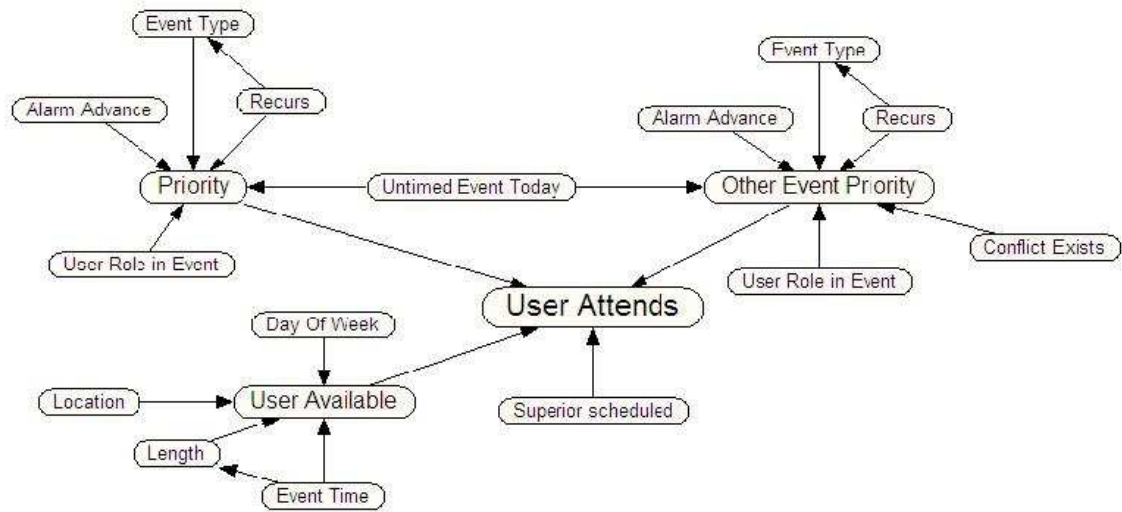 Event Type
Event Type
Alarm Advance
Recurs
Alarm Advance
Recurs
Priority
Untimed Event Today
Other Event Priority
User Role in Event
Conflict Exists
User Role in Event
User Attends
Day Of Week
Location
User Available
Superior scheduled
Length
Event Time